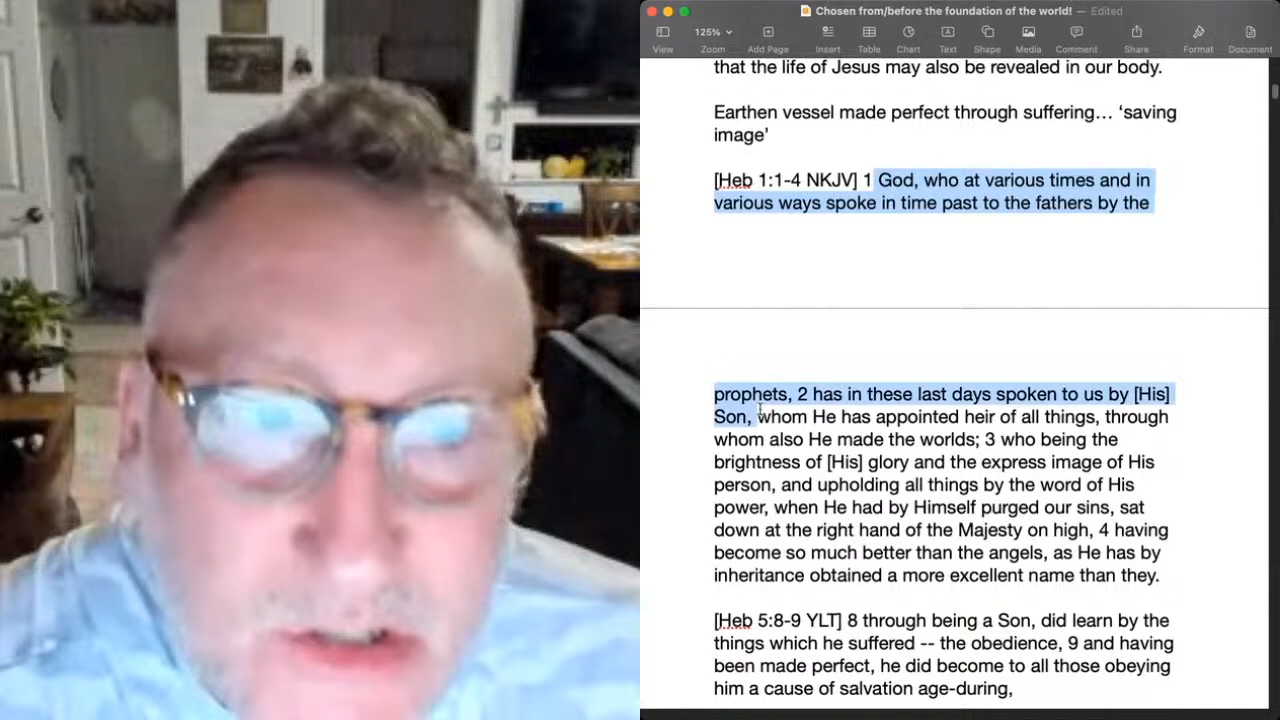 Chosen from/before the foundation of the world! — Edited
125%
View Zoom Add Page Insert Table Chart Text Shape Media Comment Share Format Document
that the life of Jesus may also be revealed in our body.
Earthen vessel made perfect through suffering… ‘saving
image’
[Heb 1:1-4 NKJV] 1 God, who at various times and in
various ways spoke in time past to the fathers by the
prophets, 2 has in these last days spoken to us by [His]
Son, whom He has appointed heir of all things, through
whom also He made the worlds; 3 who being the
brightness of [His] glory and the express image of His
person, and upholding all things by the word of His
power, when He had by Himself purged our sins, sat
down at the right hand of the Majesty on high, 4 having
become so much better than the angels, as He has by
inheritance obtained a more excellent name than they.
[Heb 5:8-9 YLT] 8 through being a Son, did learn by the
things which he suffered -- the obedience, 9 and having
been made perfect, he did become to all those obeying
him a cause of salvation age-during,